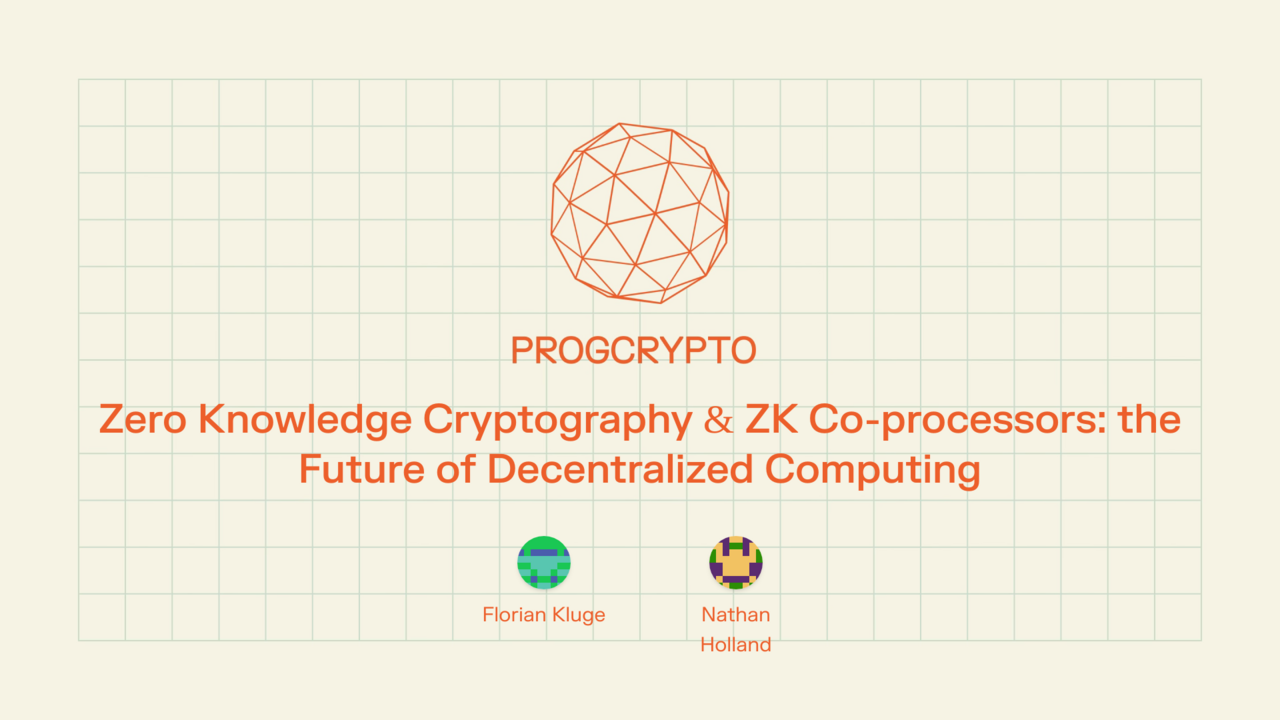 PROGCRYPTO
Zero Knowledge Cryptography & ZK Co-processors: the
Future of Decentralized Computing
Florian Kluge
Nathan
Holland